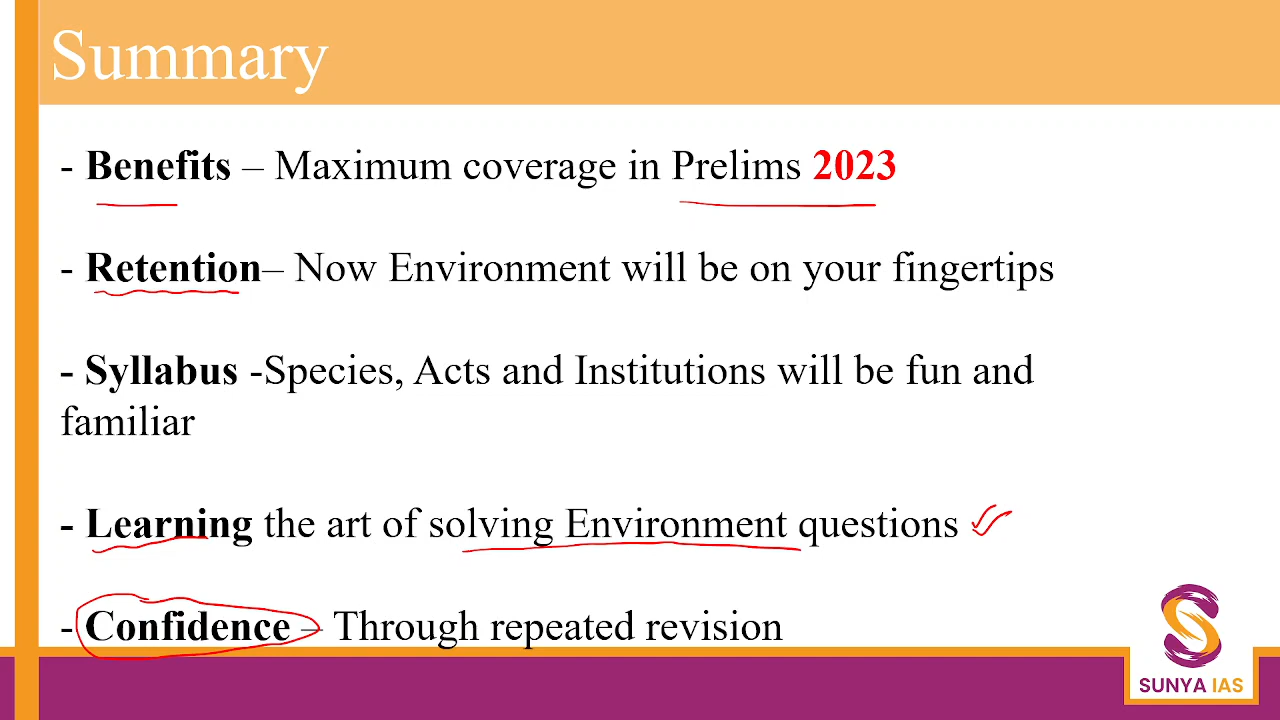 Summary
- Benefits – Maximum coverage in Prelims 2023
- Retention– Now Environment will be on your fingertips
- Syllabus -Species, Acts and Institutions will be fun and
familiar
- Learning the art of solving Environment questions
- Confidence – Through repeated revision
SUNYA IAS